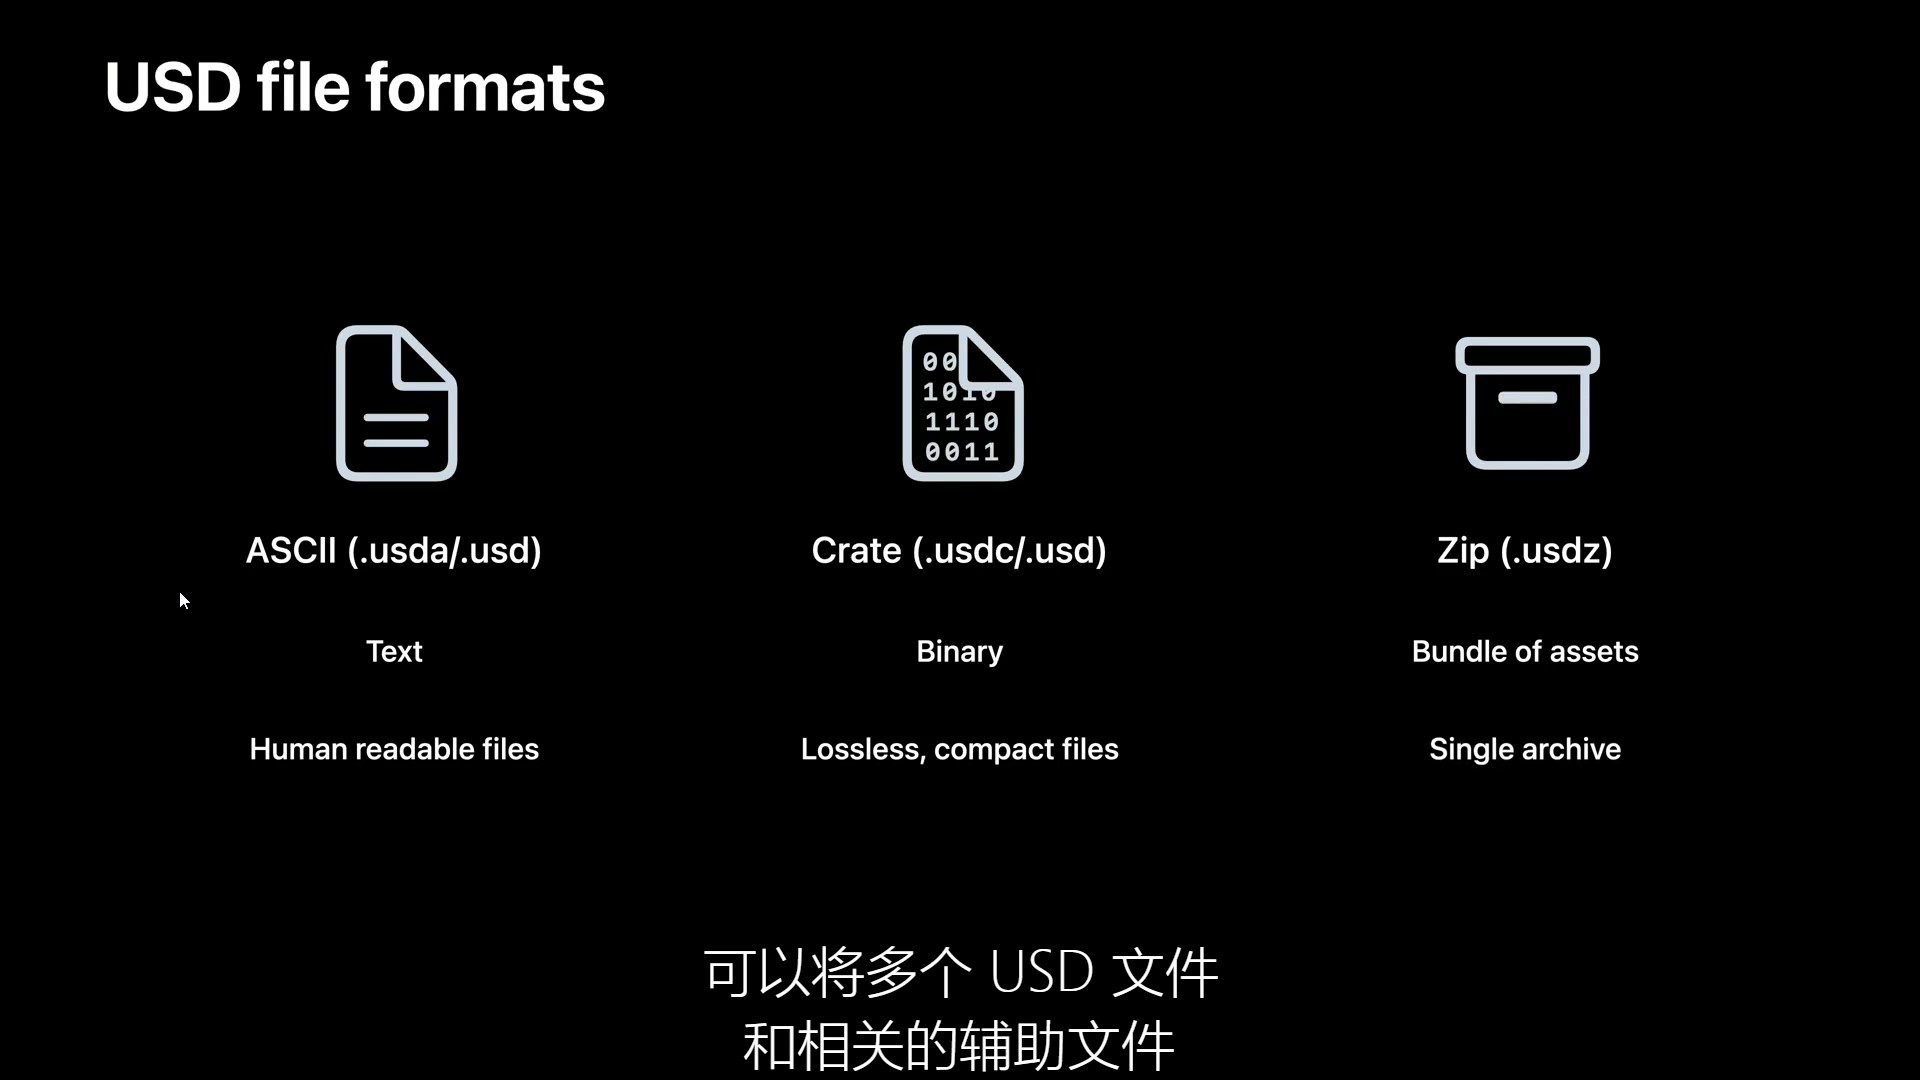 USD file formats
00
1010
1110
0011
ASCII (.usda/.usd)
Crate (.usdc/.usd)
Zip (.usdz)
Text
Binary
Bundle of assets
Human readable files
Lossless, compact files
Single archive
可以将多个 USD 文件
和相关的辅助文件